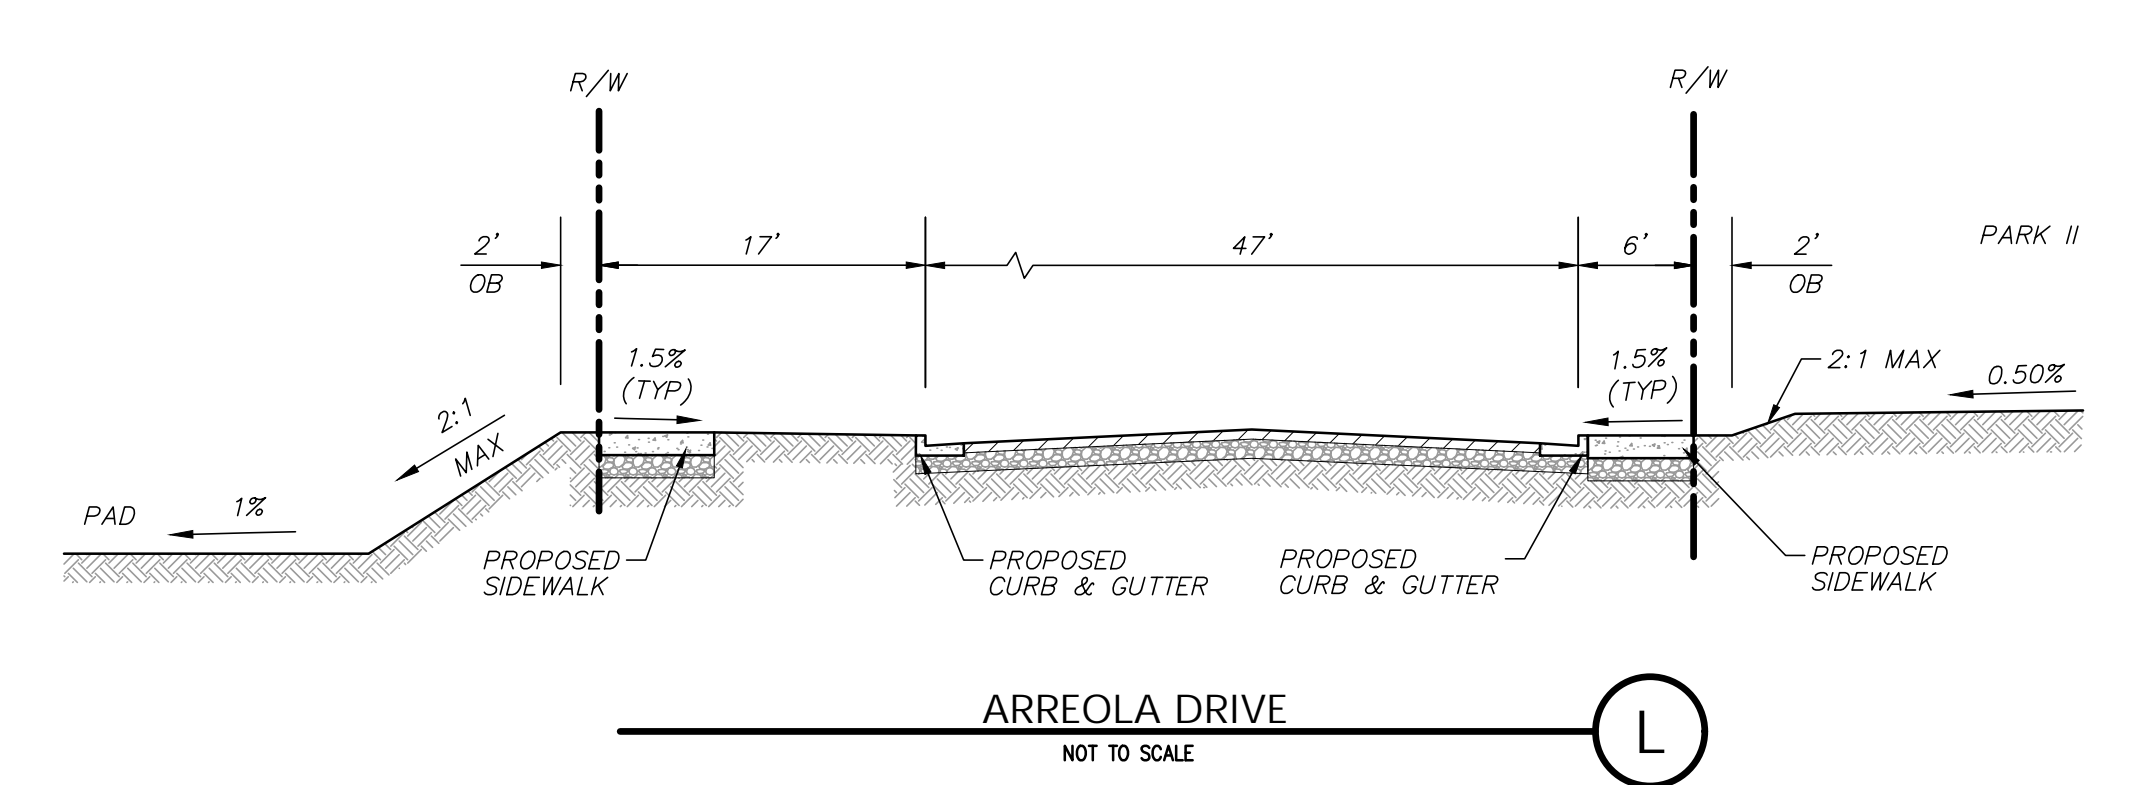 R/W
R/W
2'
OB
17'
47'
6'
2'
OB
PARK II
1.5%
(TYP)
1.5%
(TYP)
2:1 MAX
0.50%
2:1
MAX
PAD
1%
PROPOSED
SIDEWALK
PROPOSED
CURB & GUTTER
PROPOSED
CURB & GUTTER
PROPOSED
SIDEWALK
ARREOLA DRIVE
NOT TO SCALE
L